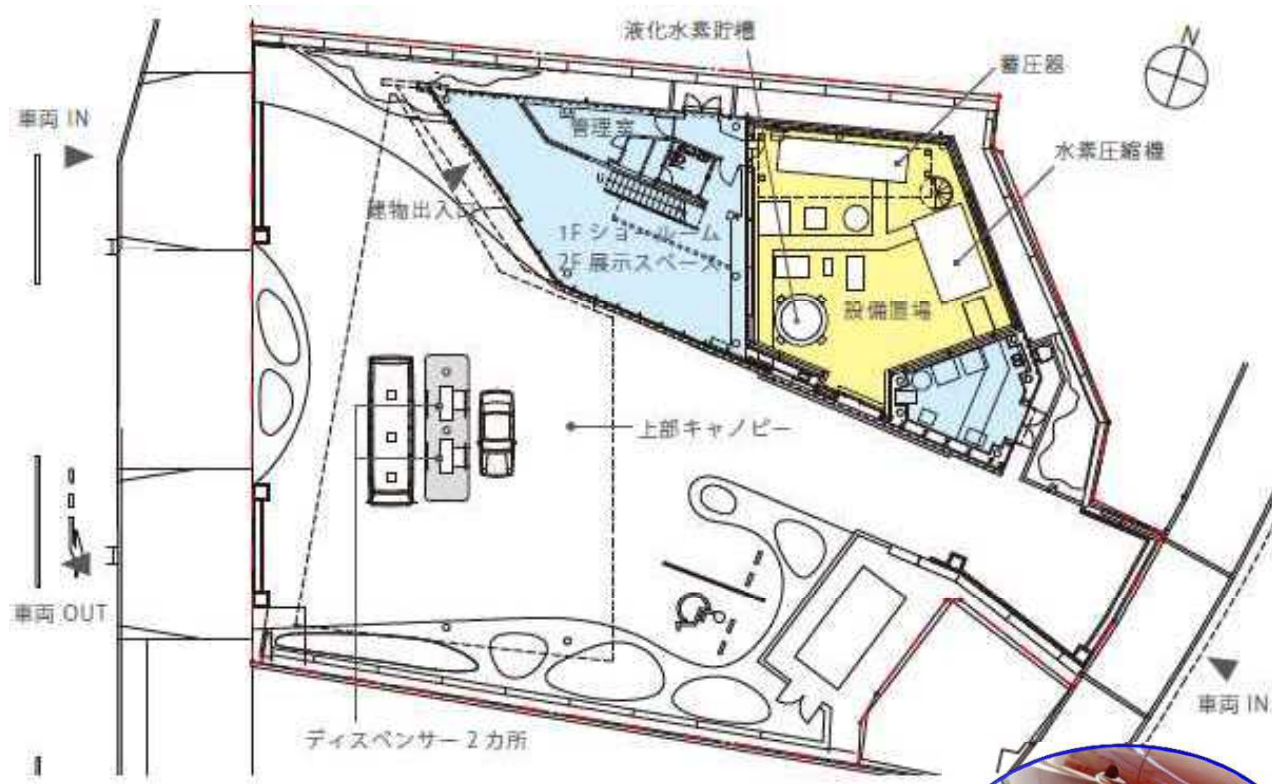 液化水素貯槽
N
蓄圧器
車両 IN
管理室
水素圧縮機
建物出入口
1F ショールーム
2F 展示スペース
設備置場
上部キャノピー
車両 OUT
車両 IN
ディスペンサー 2 カ所